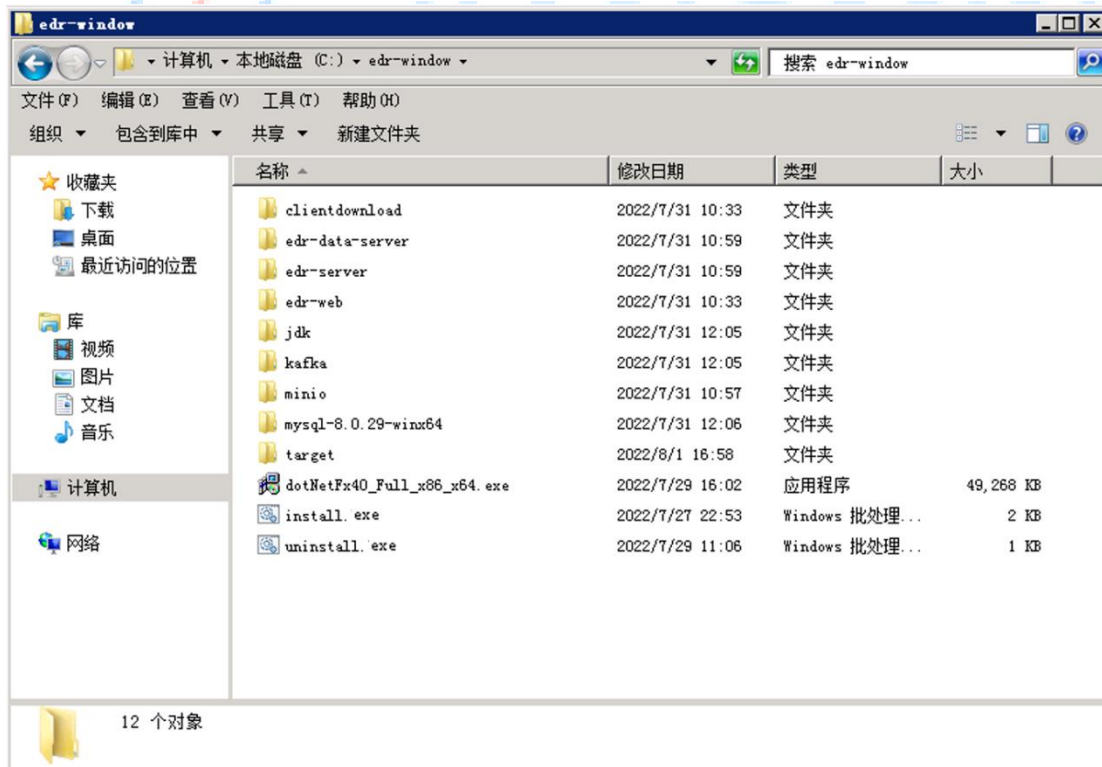 edr-window
计算机 本地磁盘 (C:) edr-window
搜索 edr-window
文件(F) 编辑(E) 查看(V) 工具(T) 帮助(H)
组织 包含到库中 共享 新建文件夹
名称 修改日期 类型 大小
收藏夹
下载
桌面
最近访问的位置
库
视频
图片
文档
音乐
计算机
网络
clientdownload 2022/7/31 10:33 文件夹
edr-data-server 2022/7/31 10:59 文件夹
edr-server 2022/7/31 10:59 文件夹
edr-web 2022/7/31 10:33 文件夹
jdk 2022/7/31 12:05 文件夹
kafka 2022/7/31 12:05 文件夹
minio 2022/7/31 10:57 文件夹
mysql-8.0.29-winx64 2022/7/31 12:06 文件夹
target 2022/8/1 16:58 文件夹
dotNetFx40_Full_x86_x64.exe 2022/7/29 16:02 应用程序 49,268 KB
install.exe 2022/7/27 22:53 Windows 批处理... 2 KB
uninstall.exe 2022/7/29 11:06 Windows 批处理... 1 KB
12 个对象